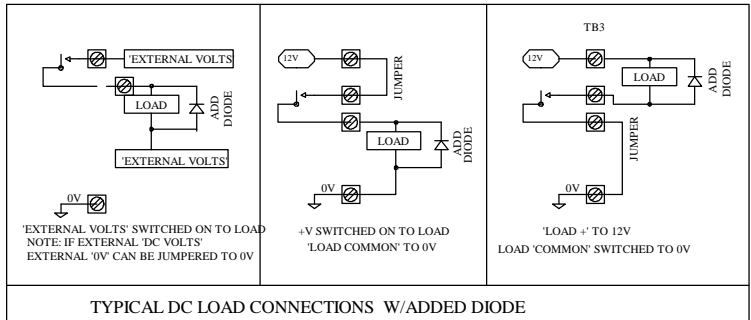 'EXTERNAL VOLTS'
LOAD
ADD
DIODE
'EXTERNAL VOLTS'
0V
'EXTERNAL VOLTS' SWITCHED ON TO LOAD
NOTE: IF EXTERNAL 'DC VOLTS'
EXTERNAL '0V' CAN BE JUMPERED TO 0V
12V
JUMPER
LOAD
ADD
DIODE
0V
+V SWITCHED ON TO LOAD
'LOAD COMMON' TO 0V
TB3
12V
LOAD
ADD
DIODE
JUMPER
0V
'LOAD +' TO 12V
LOAD 'COMMON' SWITCHED TO 0V
TYPICAL DC LOAD CONNECTIONS W/ADDED DIODE